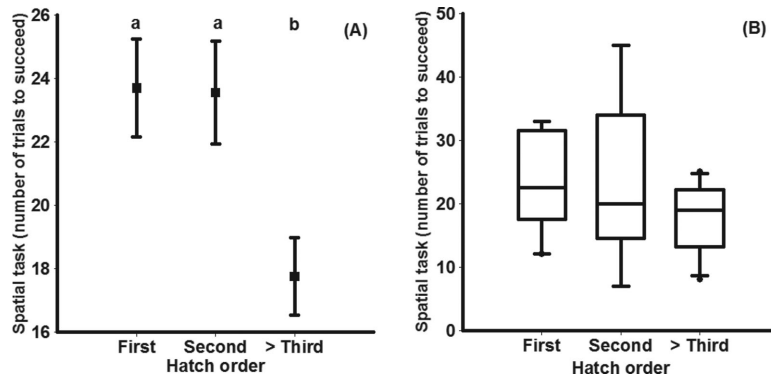 Spatial task (number of trials to succeed)
26
24
22
20
18
16
a a b
(A)
First Second > Third
Hatch order
Spatial task (number of trials to succeed)
50
40
30
20
10
0
(B)
First Second > Third
Hatch order